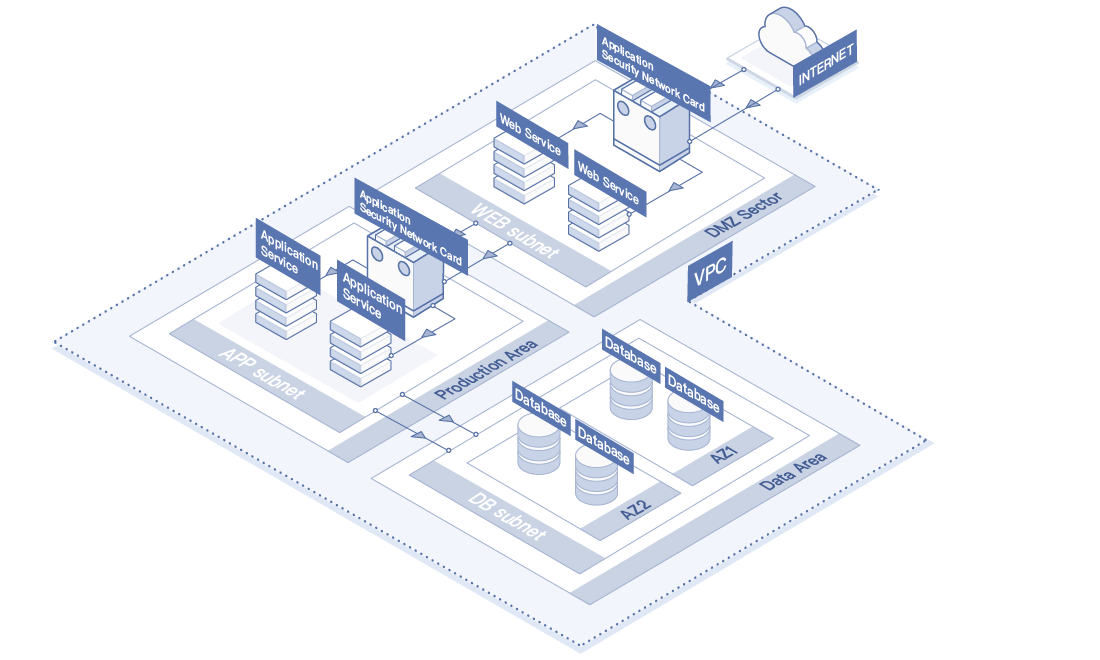 INTERNET
Application
Security Network Card
Web Service
Web Service
WEB subnet
DMZ Sector
VPC
Application
Security Network Card
Application
Service
Application
Service
APP subnet
Production Area
Database
Database
AZ1
Database
Database
AZ2
DB subnet
Data Area